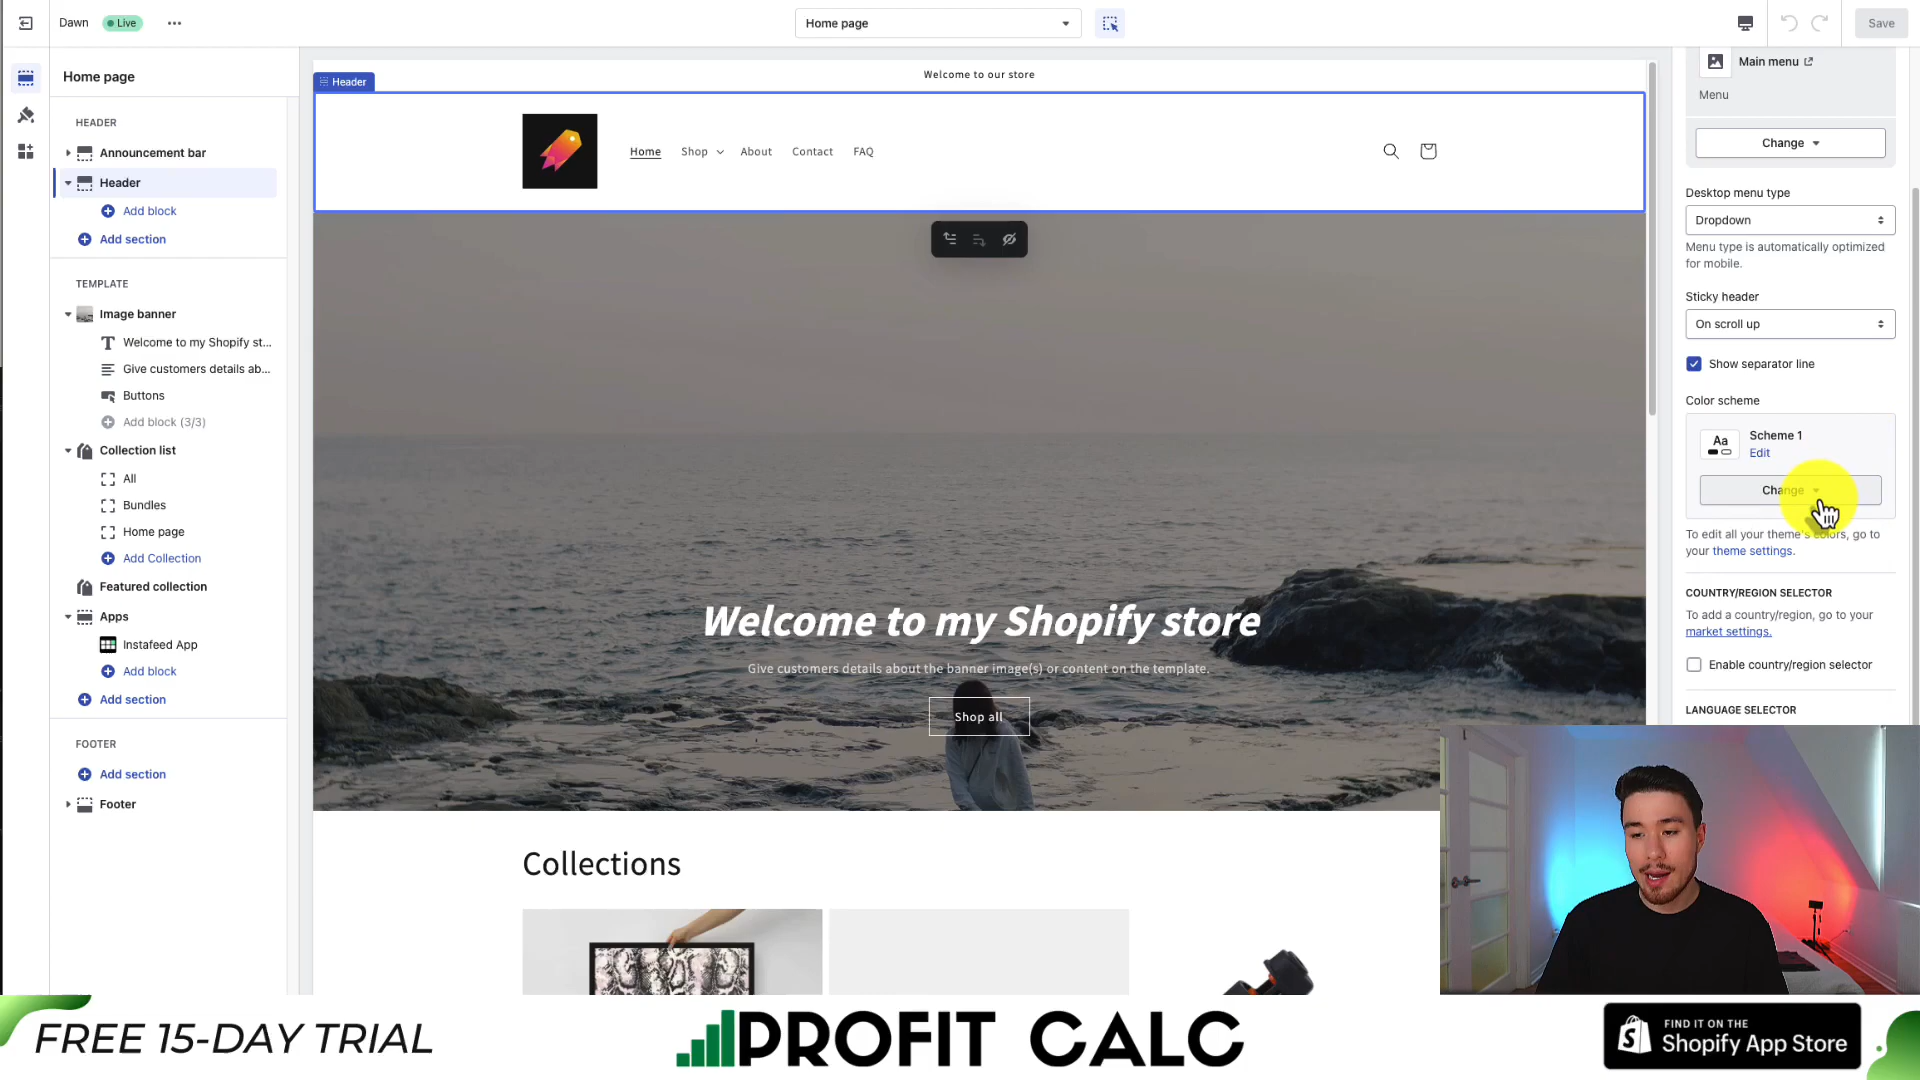 Dawn
Live
Home page
Save
Home page
HEADER
Announcement bar
Header
Add block
Add section
TEMPLATE
Image banner
Welcome to my Shopify st...
Give customers details ab...
Buttons
Add block (3/3)
Collection list
All
Bundles
Home page
Add Collection
Featured collection
Apps
Instafeed App
Add block
Add section
FOOTER
Add section
Footer
Welcome to our store
Header
Home
Shop
About
Contact
FAQ
Welcome to my Shopify store
Give customers details about the banner image(s) or content on the template.
Shop all
Collections
Main menu
Menu
Change
Desktop menu type
Dropdown
Menu type is automatically optimized
for mobile.
Sticky header
On scroll up
Show separator line
Color scheme
Aa
Scheme 1
Edit
Change
To edit all your theme's colors, go to
your theme settings.
COUNTRY/REGION SELECTOR
To add a country/region, go to your
market settings.
Enable country/region selector
LANGUAGE SELECTOR
FREE 15-DAY TRIAL
PROFIT CALC
FIND IT ON THE
Shopify App Store